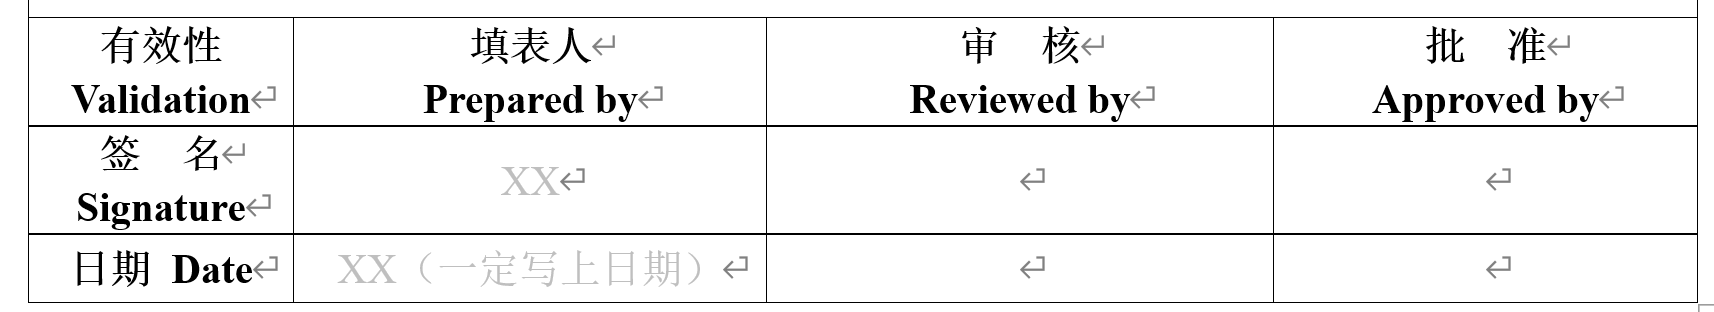 有效性
Validation
填表人
Prepared by
审　核
Reviewed by
批　准
Approved by
签　名
Signature
XX
日期 Date
XX（一定写上日期）